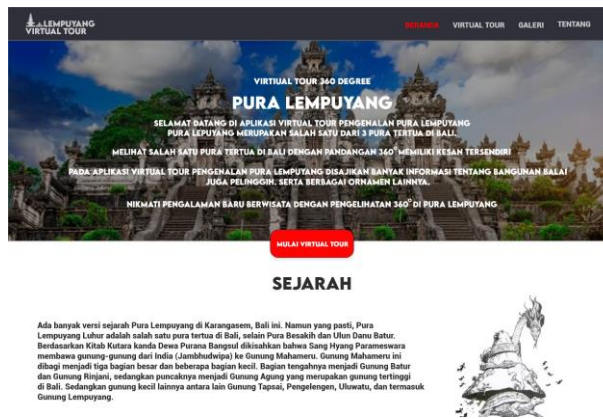 LEMPUYANG
VIRTUAL TOUR
BERANDA
VIRTUAL TOUR
GALERI
TENTANG
VIRTIUAL TOUR 360 DEGREE
PURA LEMPUYANG
SELAMAT DATANG DI APLIKASI VIRTUAL TOUR PENGENALAN PURA LEMPUYANG
PURA LEPUYANG MERUPAKAN SALAH SATU DARI 3 PURA TERTUA DI BALI.
MELIHAT SALAH SATU PURA TERTUA DI BALI DENGAN PANDANGAN 360° MEMILIKI KESAN TERSENDIRI
PADA APLIKASI VIRTUAL TOUR PENGENALAN PURA LEMPUYANG DISAJIKAN BANYAK INFORMASI TENTANG BANGUNAN BALAI
JUGA PELINGGIH. SERTA BERBAGAI ORNAMEN LAINNYA.
NIKMATI PENGALAMAN BARU BERWISATA DENGAN PENGELIHATAN 360° DI PURA LEMPUYANG
MULAI VIRTUAL TOUR
SEJARAH
Ada banyak versi sejarah Pura Lempuyang di Karangasem, Bali ini. Namun yang pasti, Pura
Lempuyang Luhur adalah salah satu pura tertua di Bali, selain Pura Besakih dan Ulun Danu Batur.
Berdasarkan Kitab Kutara kanda Dewa Purana Bangsul dikisahkan bahwa Sang Hyang Parameswara
membawa gunung-gunung dari India (Jambhudwipa) ke Gunung Mahameru. Gunung Mahameru ini
dibagi menjadi tiga bagian besar dan beberapa bagian kecil. Bagian tengahnya menjadi Gunung Batur
dan Gunung Rinjani, sedangkan puncaknya menjadi Gunung Agung yang merupakan gunung tertinggi
di Bali. Sedangkan gunung kecil lainnya antara lain Gunung Tapsai, Pengelengen, Uluwatu, dan termasuk
Gunung Lempuyang.